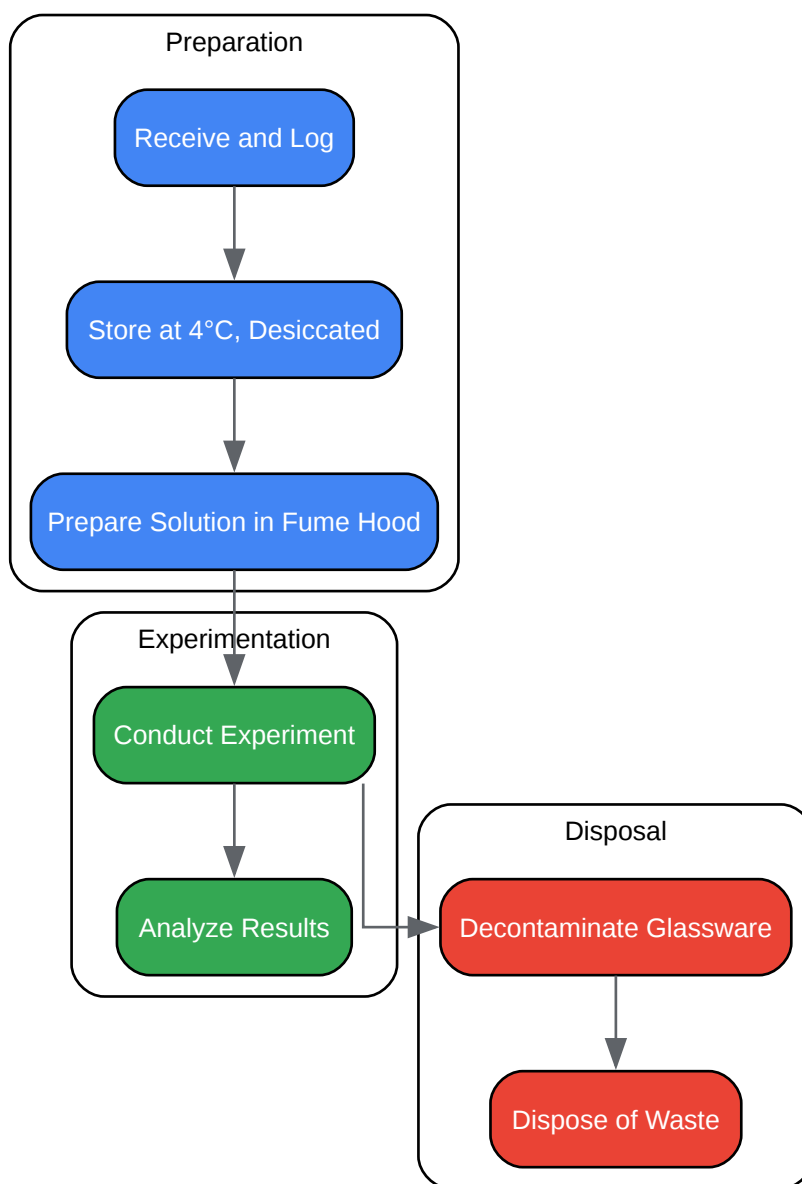 Preparation
Receive and Log
Store at 4°C, Desiccated
Prepare Solution in Fume Hood
Experimentation
Conduct Experiment
Analyze Results
Disposal
Decontaminate Glassware
Dispose of Waste